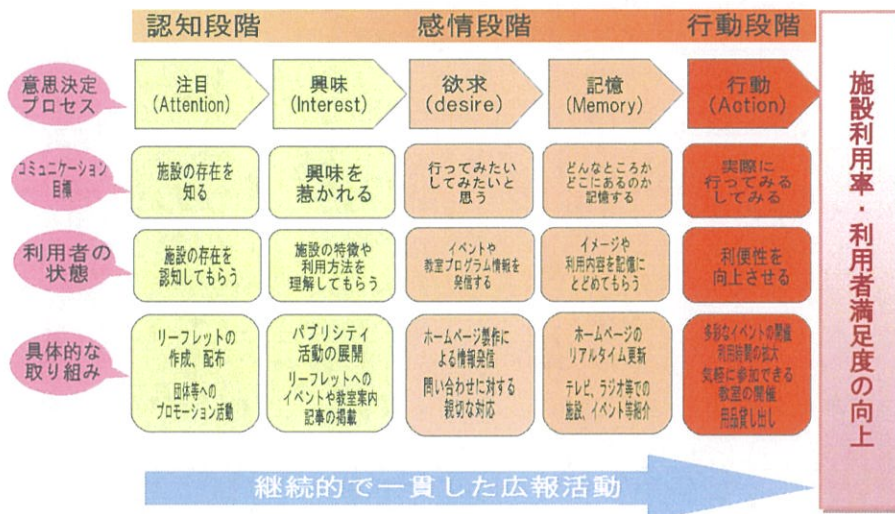 認知段階
感情段階
行動段階
意思決定
プロセス
注目
(Attention)
興味
(Interest)
欲求
(desire)
記憶
(Memory)
行動
(Action)
コミュニケーション
目標
施設の存在を
知る
興味を
惹かれる
行ってみたい
してみたいと
思う
どんなところか
どこにあるのか
記憶する
実際に
行ってみる
してみる
利用者の
状態
施設の存在を
認知してもらう
施設の特徴や
利用方法を
理解してもらう
イベントや
教室プログラム情報を
発信する
イメージや
利用内容を記憶に
とどめてもらう
利便性を
向上させる
具体的な
取り組み
リーフレットの
作成、配布
団体等への
プロモーション活動
パブリシティ
活動の展開
リーフレットへの
イベントや教室案内
記事の掲載
ホームページ製作に
よる情報発信
問い合わせに対する
親切な対応
ホームページの
リアルタイム更新
テレビ、ラジオ等での
施設、イベント等紹介
多彩なイベントの開催
利用時間の拡大
気軽に参加できる
教室の開催
用品貸し出し
継続的で一貫した広報活動
施設利用率・利用者満足度の向上